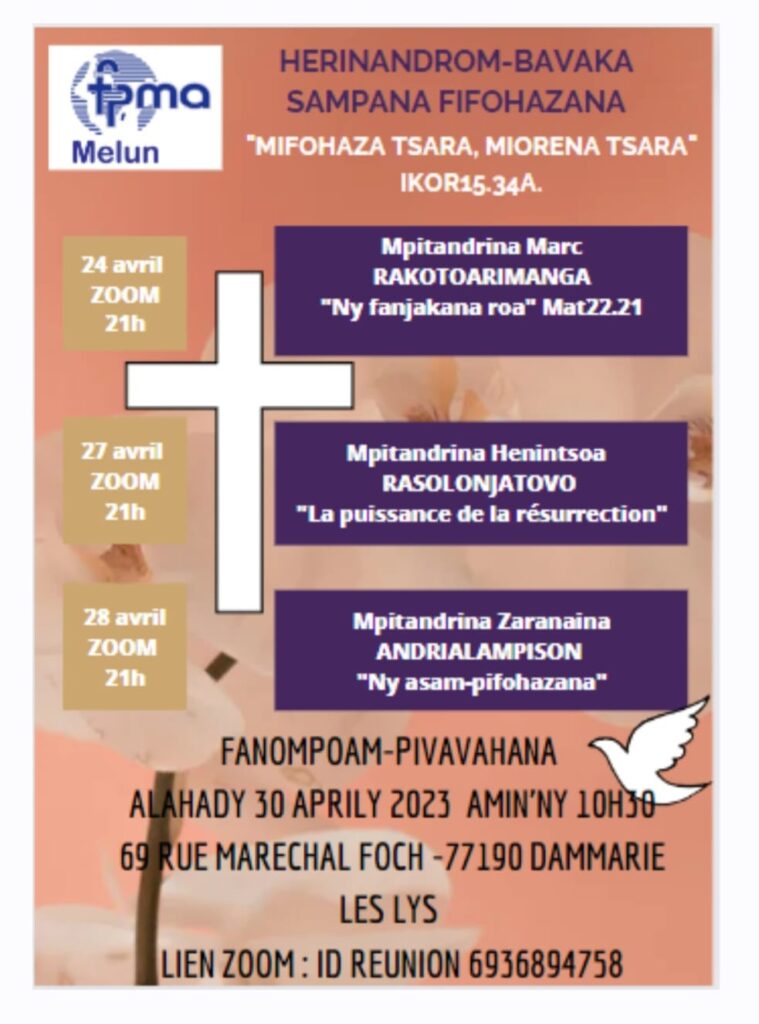 fpma
Melun
HERINANDROM-BAVAKA
SAMPANA FIFOHAZANA
"MIFOHAZA TSARA, MIORENA TSARA"
IKOR15.34A.
24 avril
ZOOM
21h
Mpitandrina Marc
RAKOTOARIMANGA
"Ny fanjakana roa" Mat22.21
27 avril
ZOOM
21h
Mpitandrina Henintsoa
RASOLONJATOVO
"La puissance de la résurrection"
28 avril
ZOOM
21h
Mpitandrina Zaranaina
ANDRIALAMPISON
"Ny asam-pifohazana"
FANOMPOAM-PIVAVAHANA
ALAHADY 30 APRILY 2023 AMIN'NY 10H30
69 RUE MARECHAL FOCH -77190 DAMMARIE
LES LYS
LIEN ZOOM : ID REUNION 6936894758